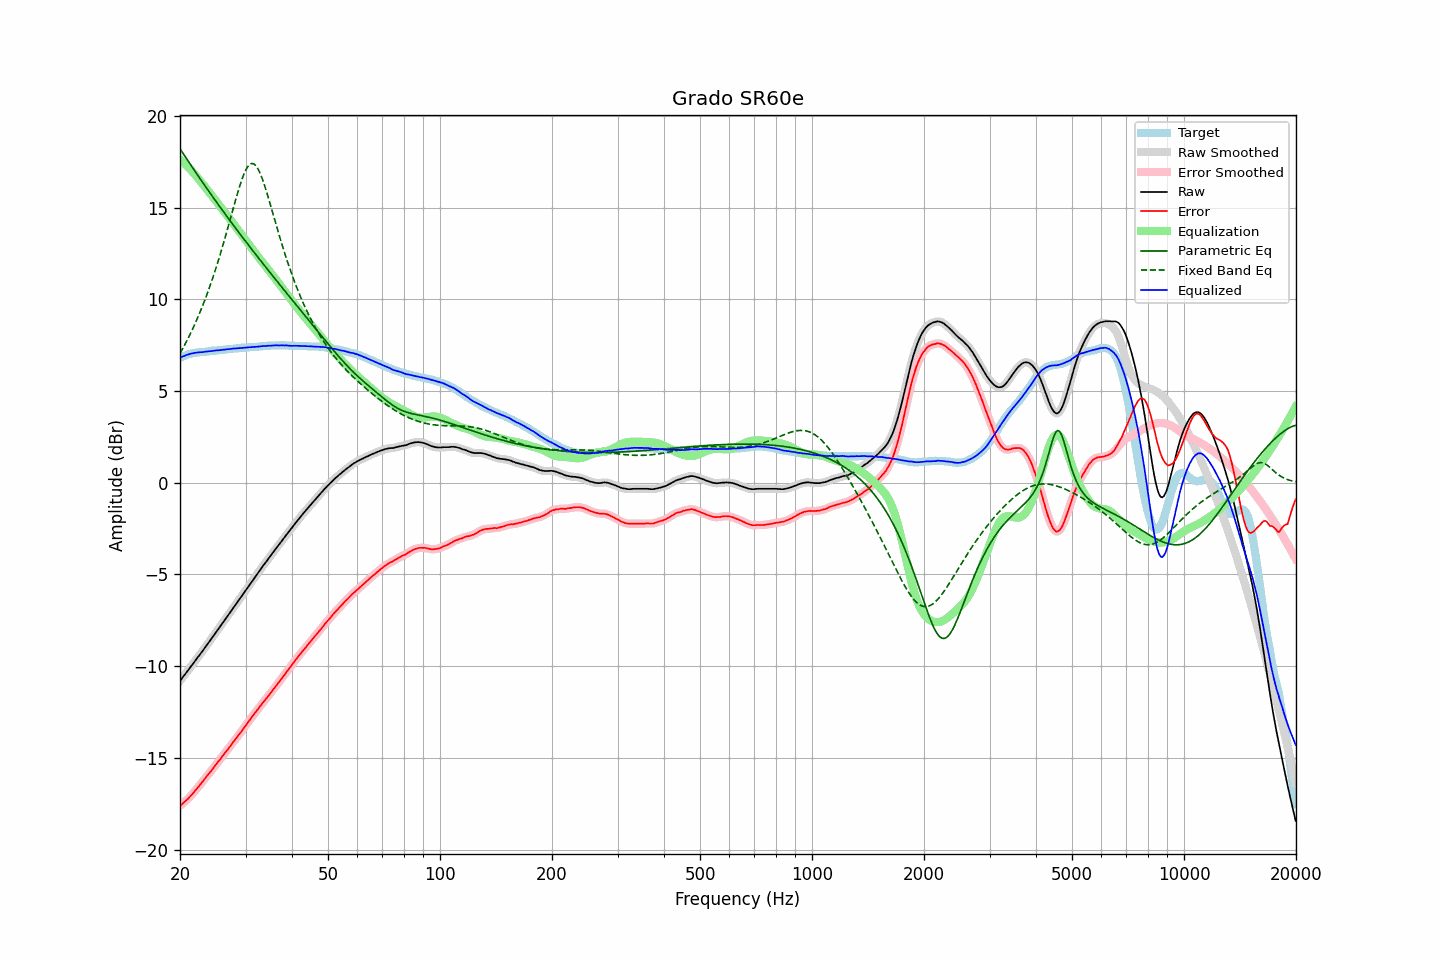 Grado SR60e
20
15
10
5
0
−5
−10
−15
−20
Amplitude (dBr)
20
50
100
200
500
1000
2000
5000
10000
20000
Frequency (Hz)
Target
Raw Smoothed
Error Smoothed
Raw
Error
Equalization
Parametric Eq
Fixed Band Eq
Equalized